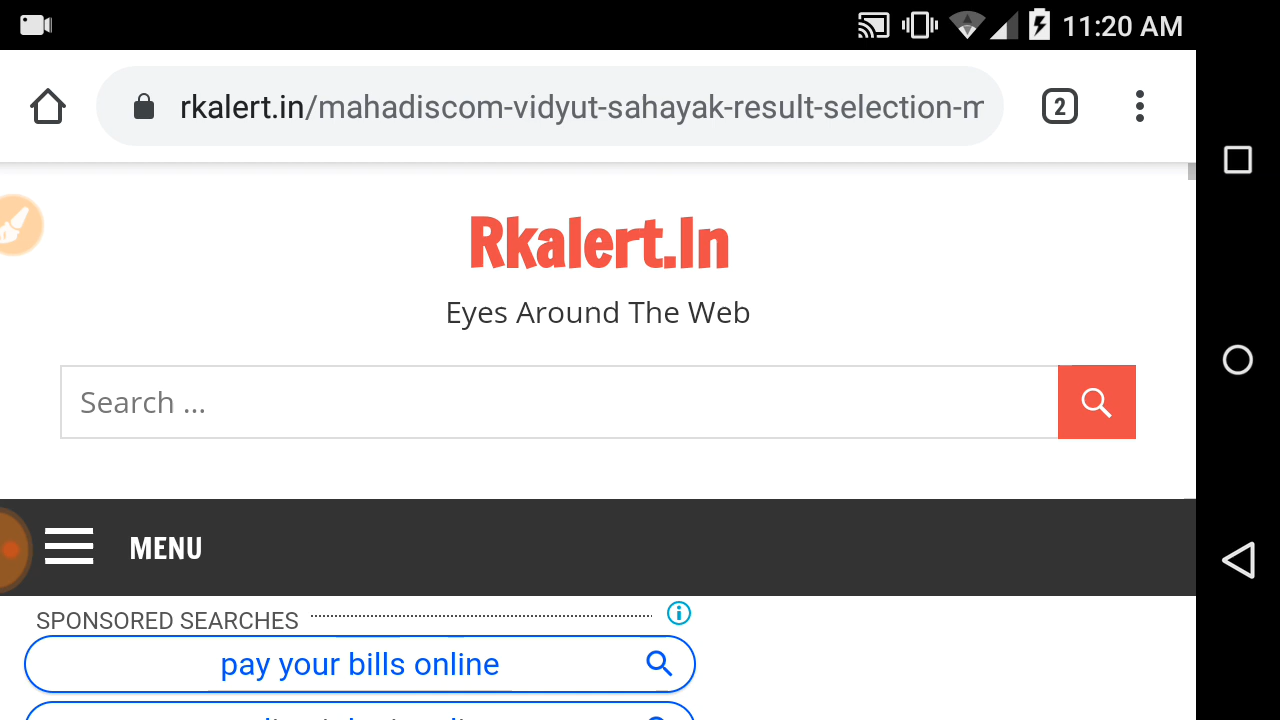 11:20 AM
rkalert.in/mahadiscom-vidyut-sahayak-result-selection-m
2
Rkalert.In
Eyes Around The Web
Search ...
MENU
SPONSORED SEARCHES
pay your bills online